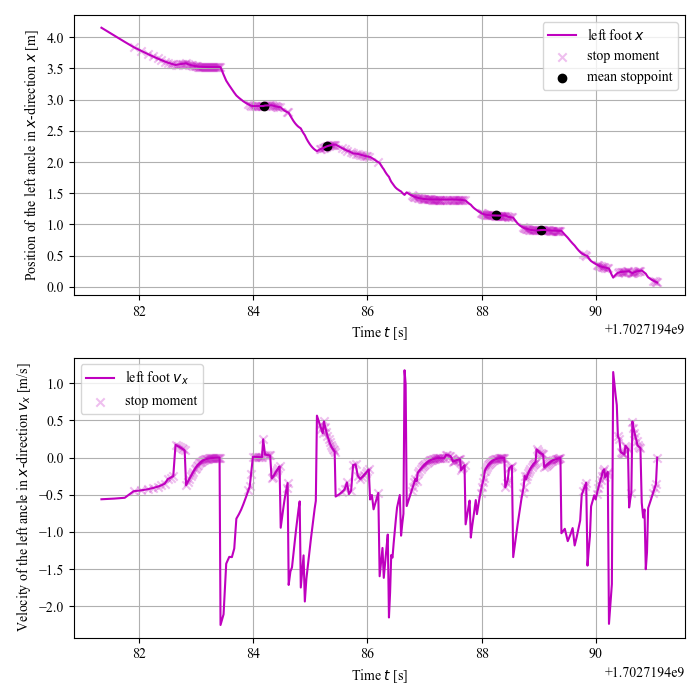 left foot x
stop moment
mean stoppoint
Position of the left angle in x-direction x [m]
4.0
3.5
3.0
2.5
2.0
1.5
1.0
0.5
0.0
82
84
86
88
90
Time t [s]
+1.7027194e9
left foot vx
stop moment
Velocity of the left angle in x-direction vx [m/s]
1.0
0.5
0.0
−0.5
−1.0
−1.5
−2.0
82
84
86
88
90
Time t [s]
+1.7027194e9